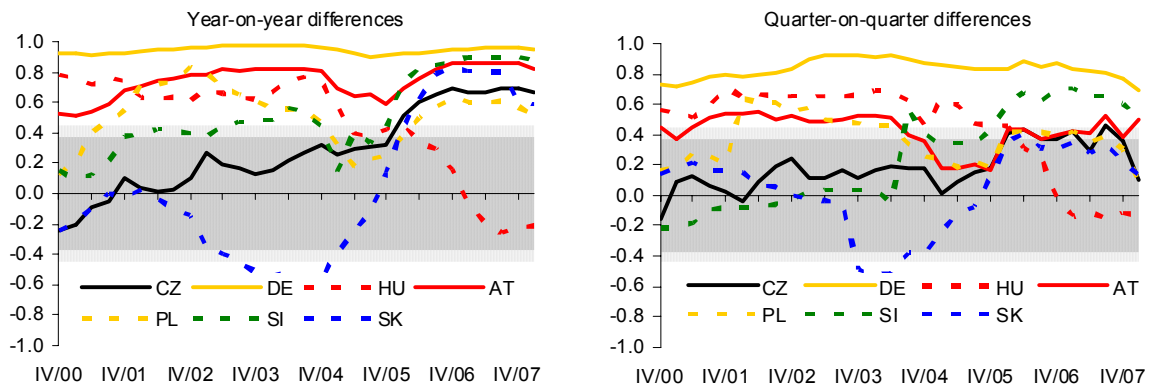 Year-on-year differences
1.0
0.8
0.6
0.4
0.2
0.0
-0.2
-0.4
-0.6
-0.8
-1.0
CZ DE HU AT
PL SI SK
IV/00 IV/01 IV/02 IV/03 IV/04 IV/05 IV/06 IV/07
Quarter-on-quarter differences
1.0
0.8
0.6
0.4
0.2
0.0
-0.2
-0.4
-0.6
-0.8
-1.0
CZ DE HU AT
PL SI SK
IV/00 IV/01 IV/02 IV/03 IV/04 IV/05 IV/06 IV/07